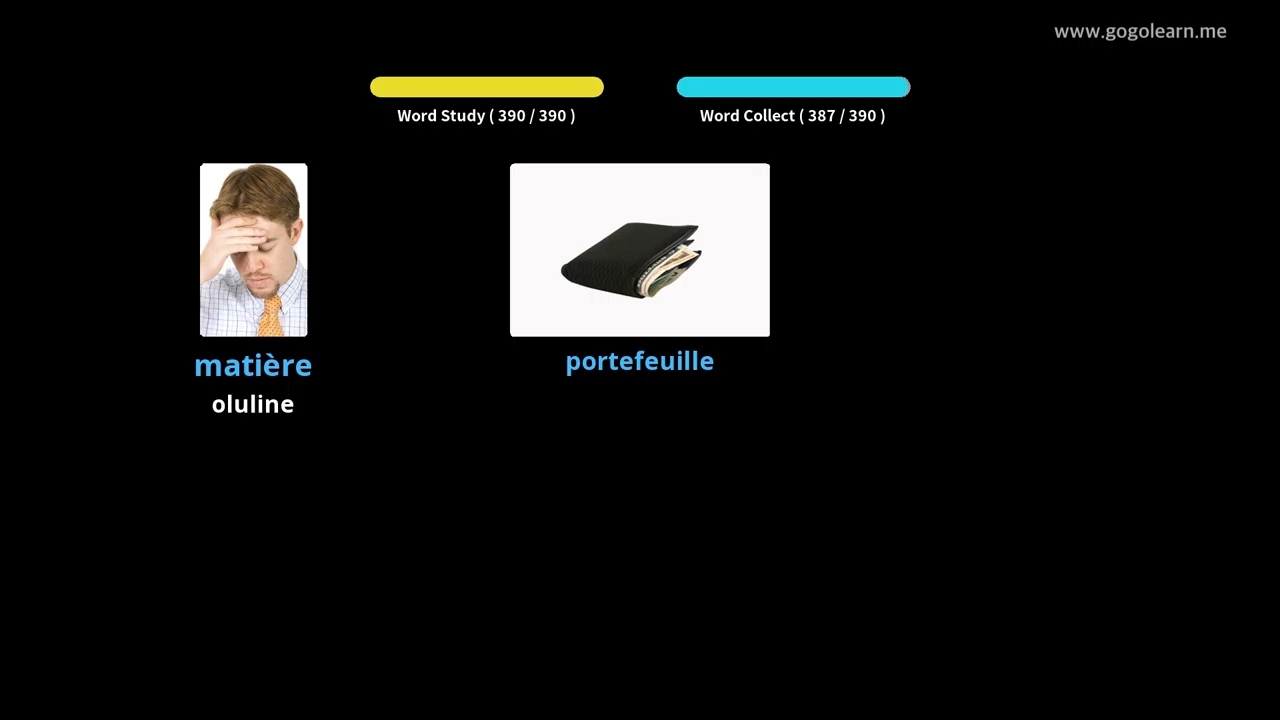 www.gogolearn.me
Word Study ( 390 / 390 )
Word Collect ( 387 / 390 )
matière
oluline
portefeuille